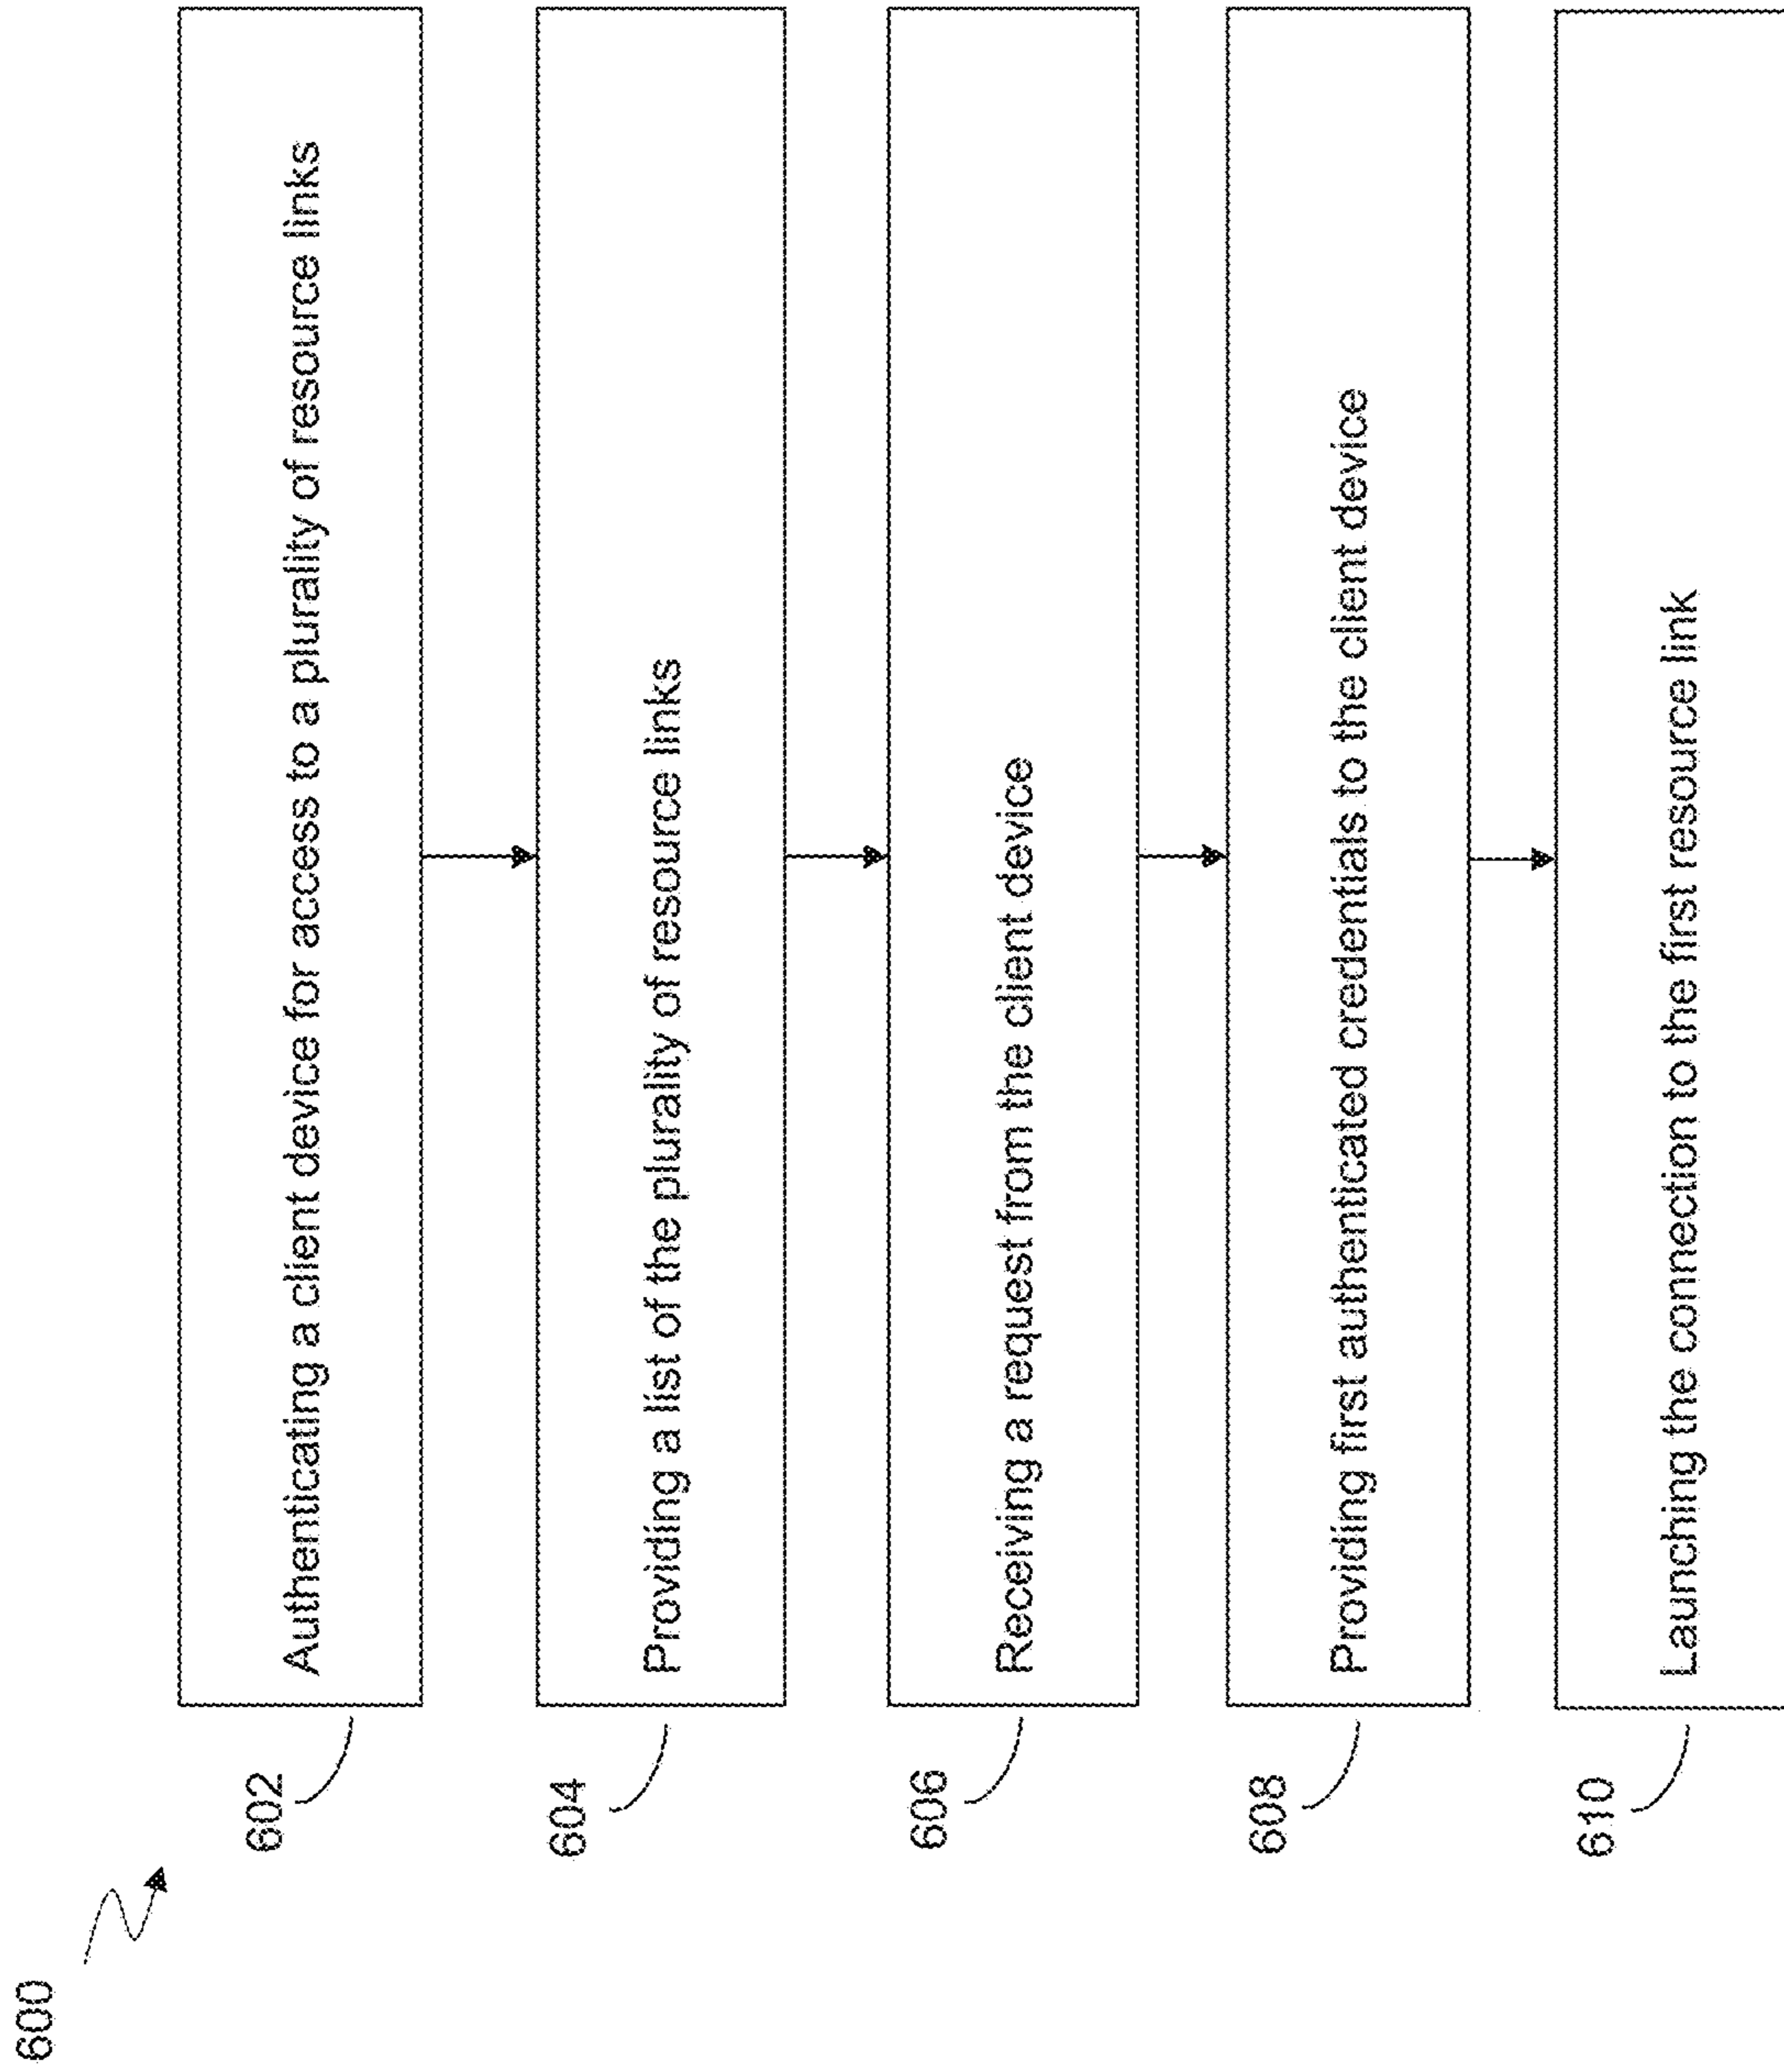 600
602
Authenticating a client device for access to a plurality of resource links
604
Providing a list of the plurality of resource links
606
Receiving a request from the client device
608
Providing first authenticated credentials to the client device
610
Launching the connection to the first resource link